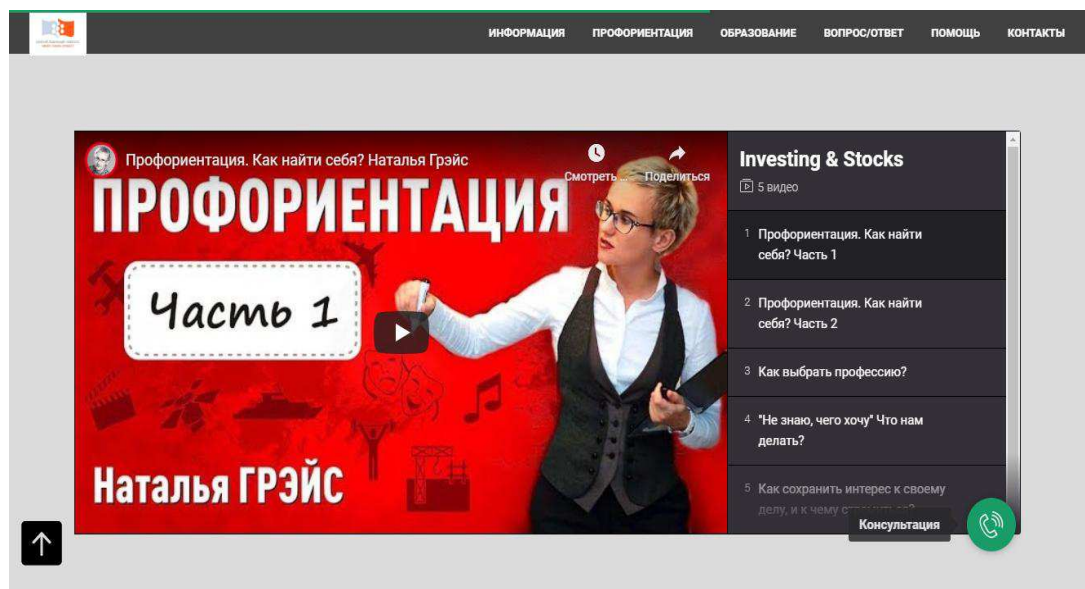 ИНФОРМАЦИЯ ПРОФОРИЕНТАЦИЯ ОБРАЗОВАНИЕ ВОПРОС/ОТВЕТ ПОМОЩЬ КОНТАКТЫ
Профориентация. Как найти себя? Наталья Грэйс
Смотреть ... Поделиться
ПРОФОРИЕНТАЦИЯ
Часть 1
Наталья ГРЭЙС
Investing & Stocks
5 видео
1 Профориентация. Как найти
себя? Часть 1
2 Профориентация. Как найти
себя? Часть 2
3 Как выбрать профессию?
4 "Не знаю, чего хочу" Что нам
делать?
5 Как сохранить интерес к своему
делу, и к чему
Консультация